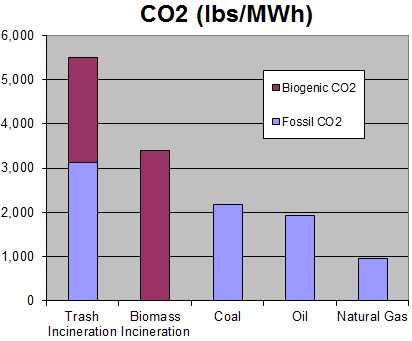 CO2 (lbs/MWh)
6,000
5,000
4,000
3,000
2,000
1,000
0
Biogenic CO2
Fossil CO2
Trash Incineration
Biomass Incineration
Coal
Oil
Natural Gas